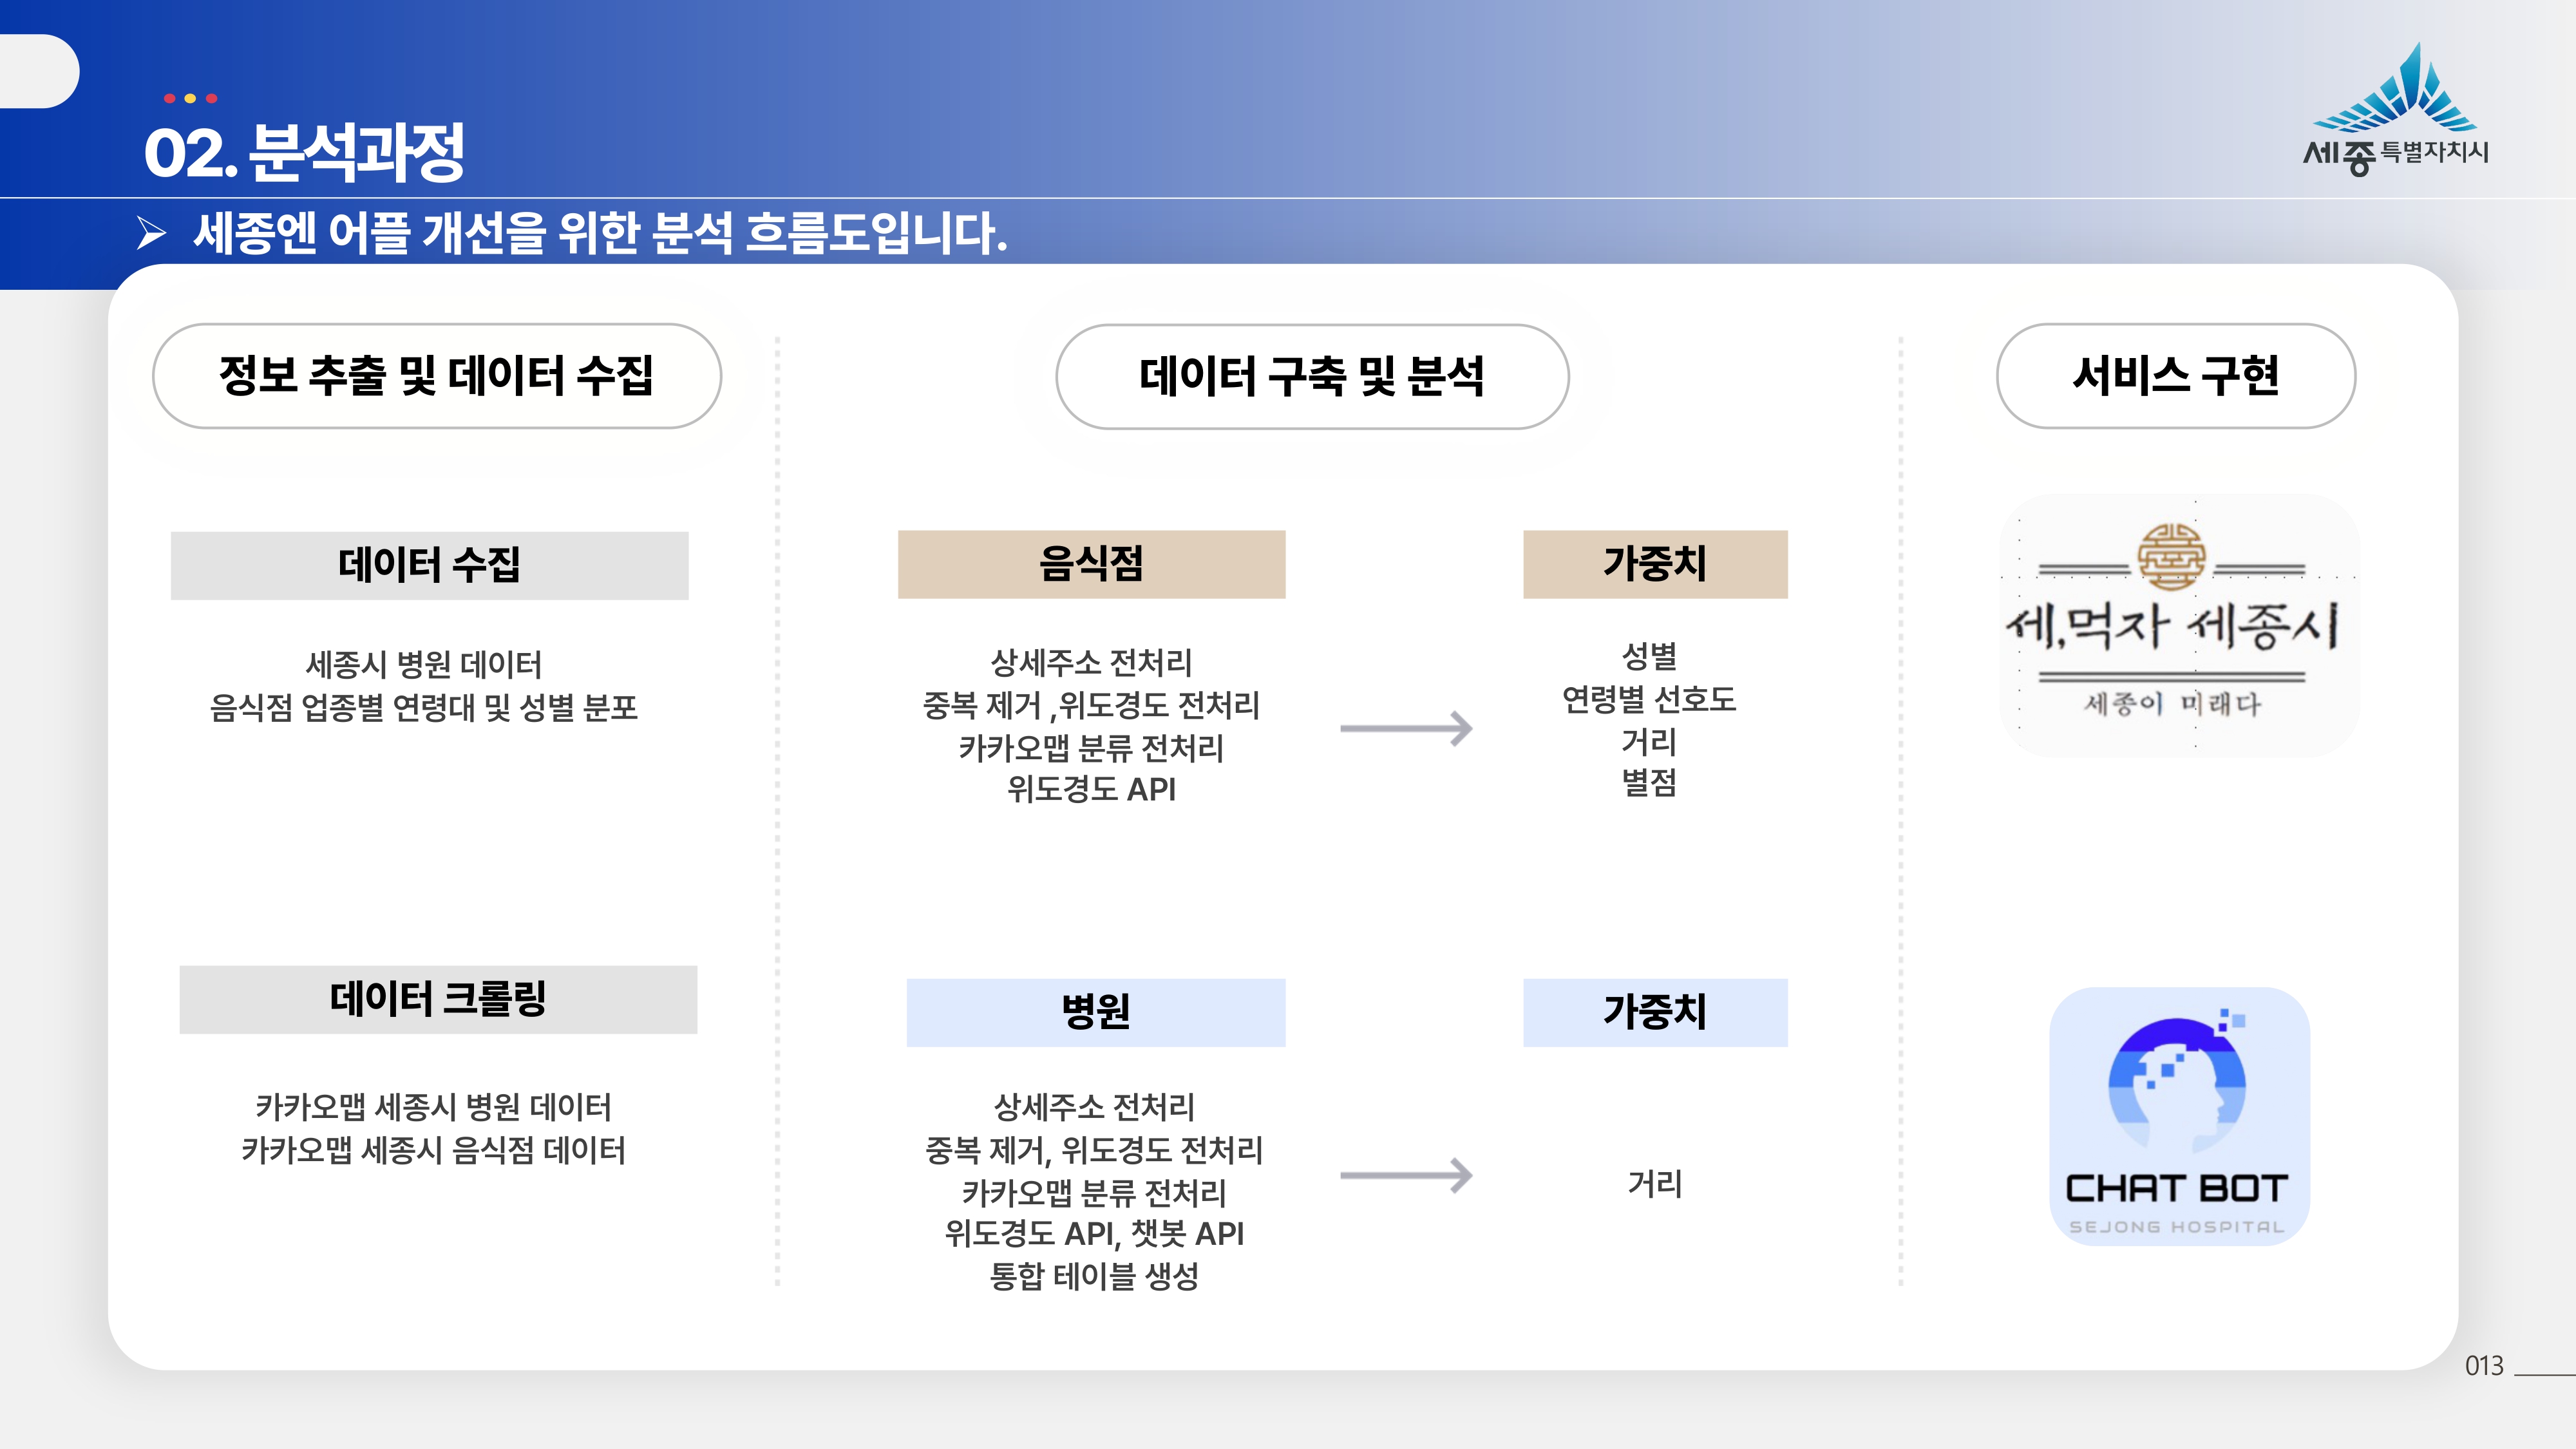 02. 분석과정
세종특별자치시
세종엔 어플 개선을 위한 분석 흐름도입니다.
정보 추출 및 데이터 수집
데이터 수집
세종시 병원 데이터
음식점 업종별 연령대 및 성별 분포
데이터 크롤링
카카오맵 세종시 병원 데이터
카카오맵 세종시 음식점 데이터
데이터 구축 및 분석
음식점
상세주소 전처리
중복 제거 ,위도경도 전처리
카카오맵 분류 전처리
위도경도 API
가중치
성별
연령별 선호도
거리
별점
병원
상세주소 전처리
중복 제거, 위도경도 전처리
카카오맵 분류 전처리
위도경도 API, 챗봇 API
통합 테이블 생성
가중치
거리
서비스 구현
세,먹자 세종시
세종이 미래다
CHAT BOT
SEJONG HOSPITAL
013